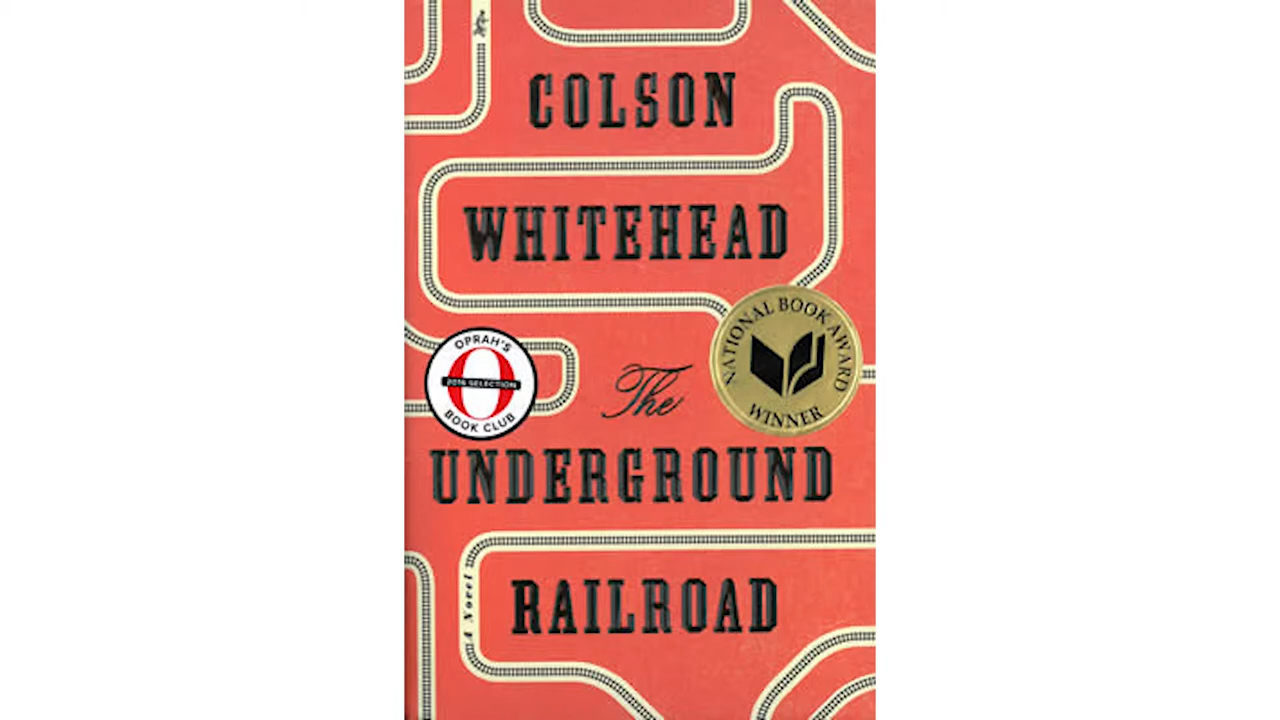 COLSON
WHITEHEAD
OPRAH'S
2016 SELECTION
BOOK CLUB
The
NATIONAL BOOK AWARD
WINNER
UNDERGROUND
RAILROAD
A Novel